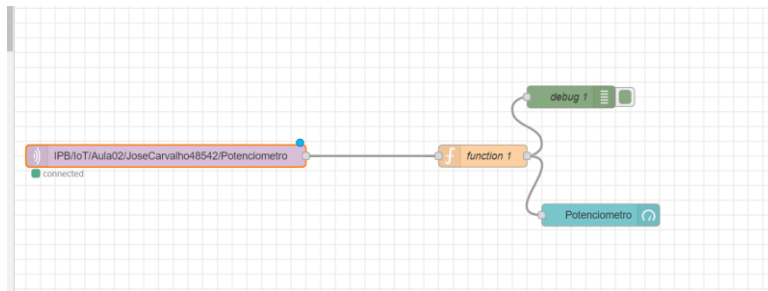 debug 1
IPB/IoT/Aula02/JoseCarvalho48542/Potenciometro
function 1
connected
Potenciometro